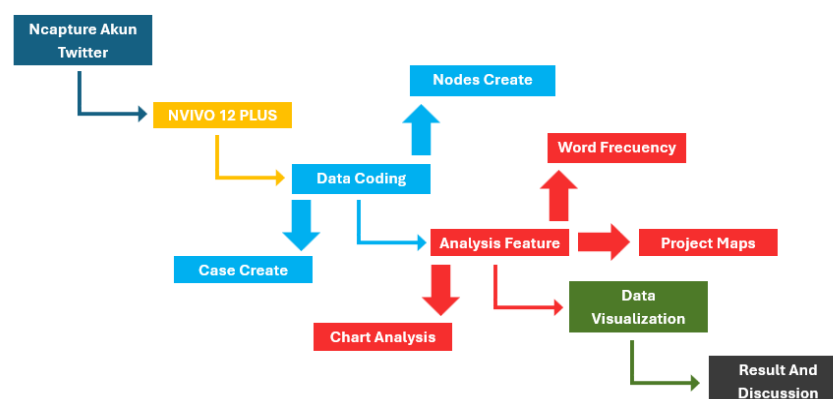 Ncapture Akun
Twitter
Nodes Create
NVIVO 12 PLUS
Word Frecuency
Data Coding
Analysis Feature
Project Maps
Case Create
Data
Visualization
Chart Analysis
Result And
Discussion